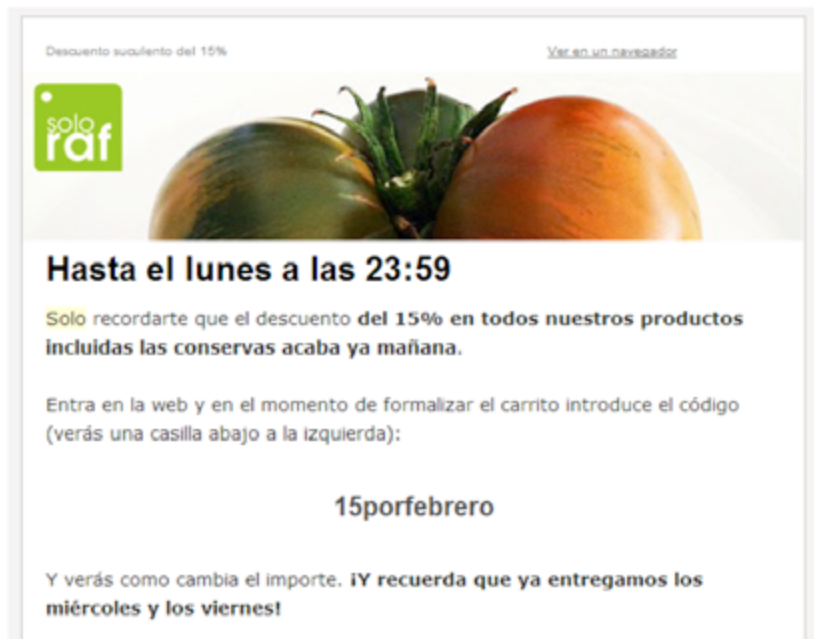 Descuento suculento del 15%
Ver en un navegador
solo
raf
Hasta el lunes a las 23:59
Solo recordarte que el descuento del 15% en todos nuestros productos
incluidas las conservas acaba ya mañana.
Entra en la web y en el momento de formalizar el carrito introduce el código
(verás una casilla abajo a la izquierda):
15porfebrero
Y verás como cambia el importe. ¡Y recuerda que ya entregamos los
miércoles y los viernes!